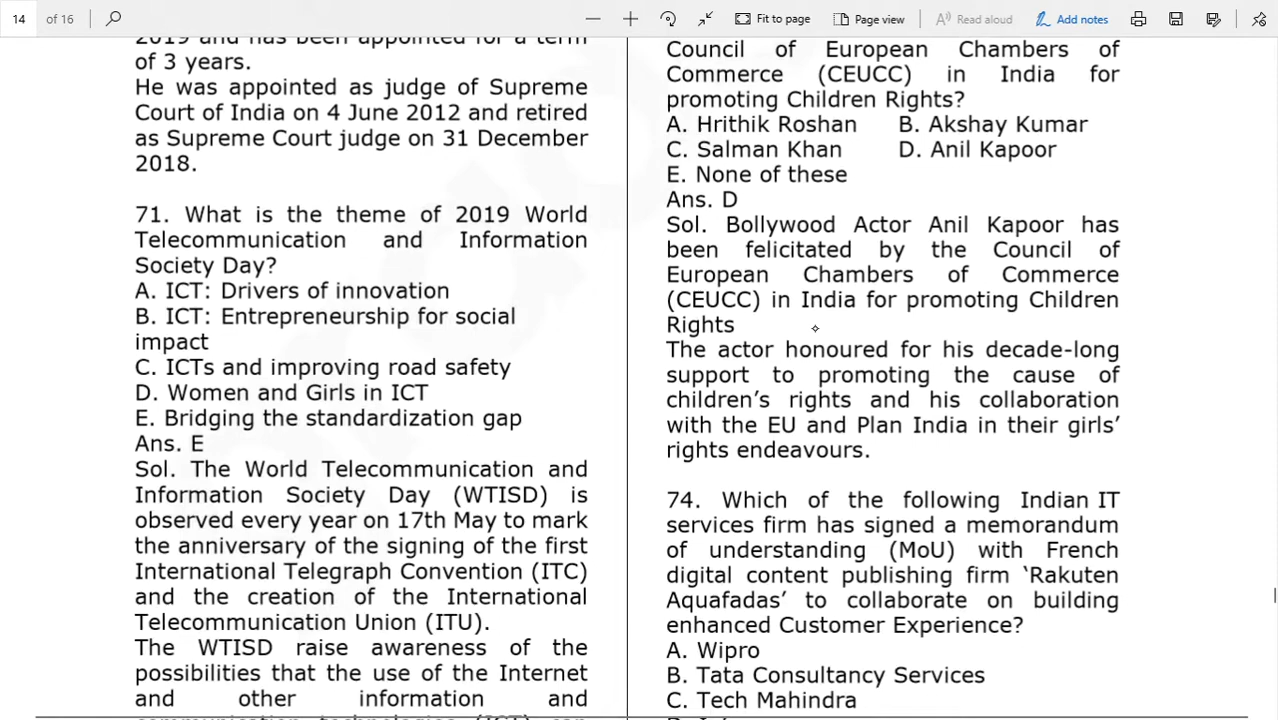 14 of 16
Fit to page
Page view
Read aloud
Add notes
2019 and has been appointed for a term
of 3 years.
He was appointed as judge of Supreme
Court of India on 4 June 2012 and retired
as Supreme Court judge on 31 December
2018.
71. What is the theme of 2019 World
Telecommunication and Information
Society Day?
A. ICT: Drivers of innovation
B. ICT: Entrepreneurship for social
impact
C. ICTs and improving road safety
D. Women and Girls in ICT
E. Bridging the standardization gap
Ans. E
Sol. The World Telecommunication and
Information Society Day (WTISD) is
observed every year on 17th May to mark
the anniversary of the signing of the first
International Telegraph Convention (ITC)
and the creation of the International
Telecommunication Union (ITU).
The WTISD raise awareness of the
possibilities that the use of the Internet
and other information and
Council of European Chambers of
Commerce (CEUCC) in India for
promoting Children Rights?
A. Hrithik Roshan B. Akshay Kumar
C. Salman Khan D. Anil Kapoor
E. None of these
Ans. D
Sol. Bollywood Actor Anil Kapoor has
been felicitated by the Council of
European Chambers of Commerce
(CEUCC) in India for promoting Children
Rights
The actor honoured for his decade-long
support to promoting the cause of
children's rights and his collaboration
with the EU and Plan India in their girls'
rights endeavours.
74. Which of the following Indian IT
services firm has signed a memorandum
of understanding (MoU) with French
digital content publishing firm ‘Rakuten
Aquafadas’ to collaborate on building
enhanced Customer Experience?
A. Wipro
B. Tata Consultancy Services
C. Tech Mahindra